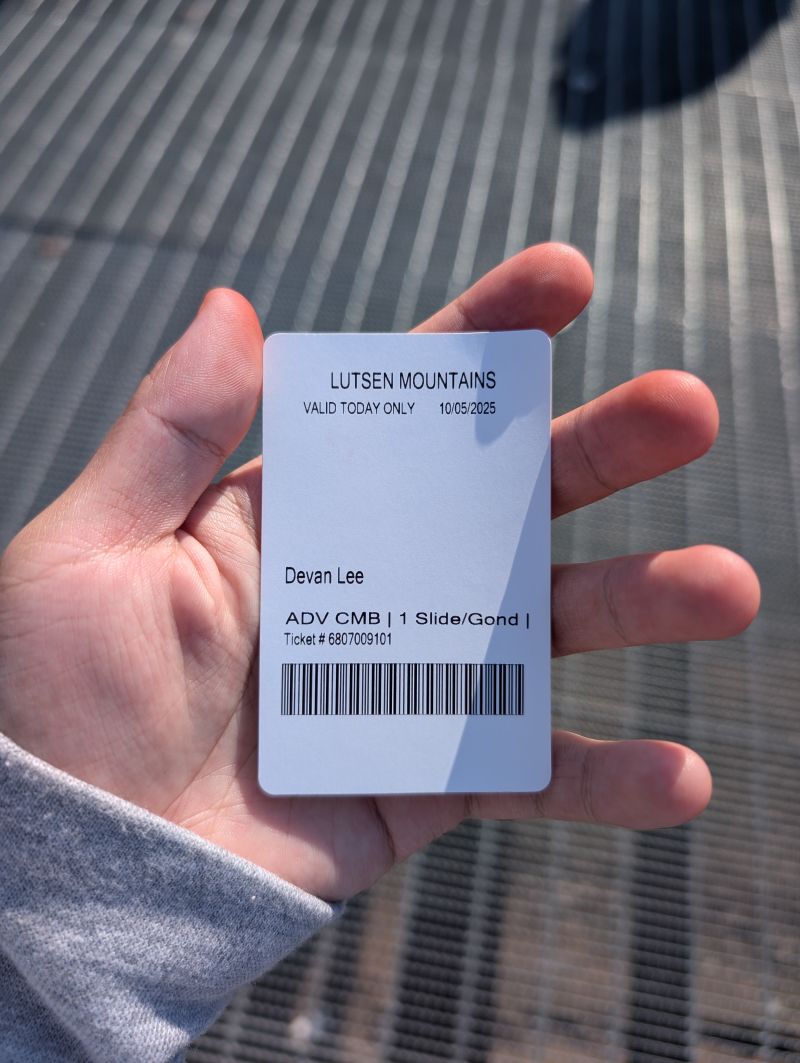 LUTSEN MOUNTAINS
VALID TODAY ONLY 10/05/2025
Devan Lee
ADV CMB | 1 Slide/Gond |
Ticket # 6807009101